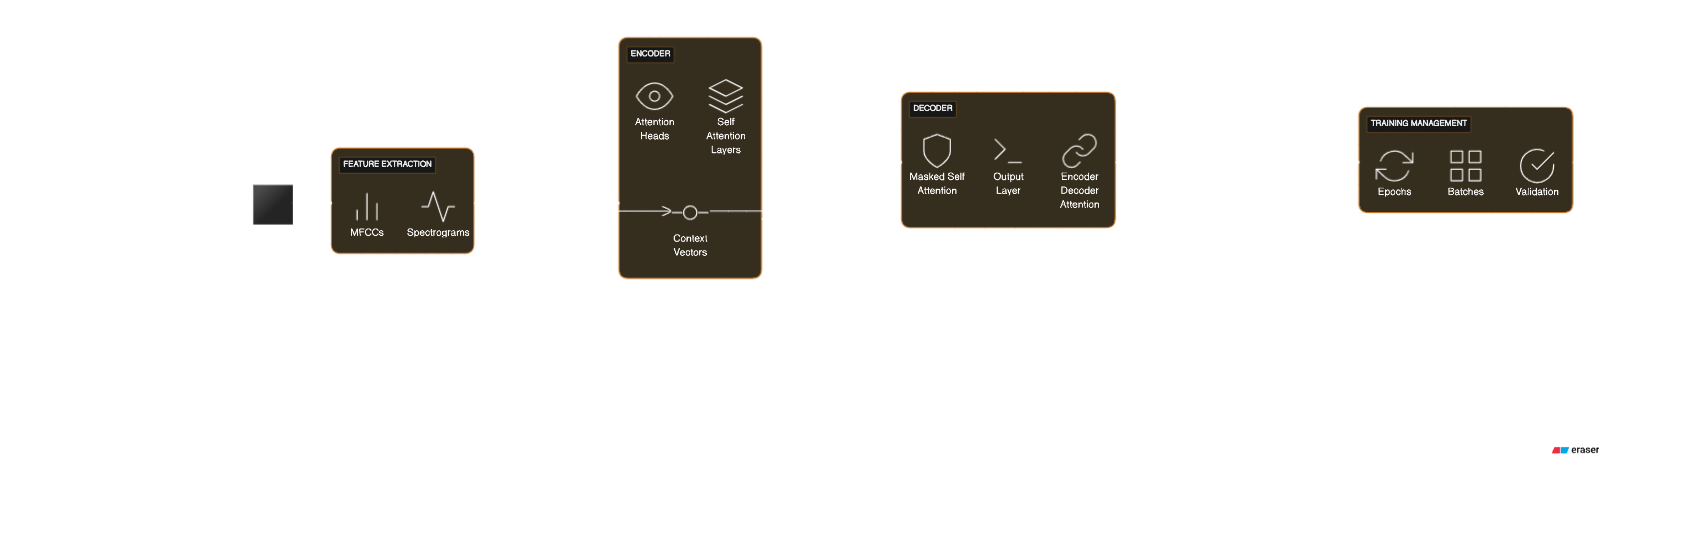 ENCODER
Attention
Heads
Self
Attention
Layers
Context
Vectors
FEATURE EXTRACTION
MFCCs
Spectrograms
DECODER
Masked Self
Attention
Output
Layer
Encoder
Decoder
Attention
TRAINING MANAGEMENT
Epochs
Batches
Validation
eraser